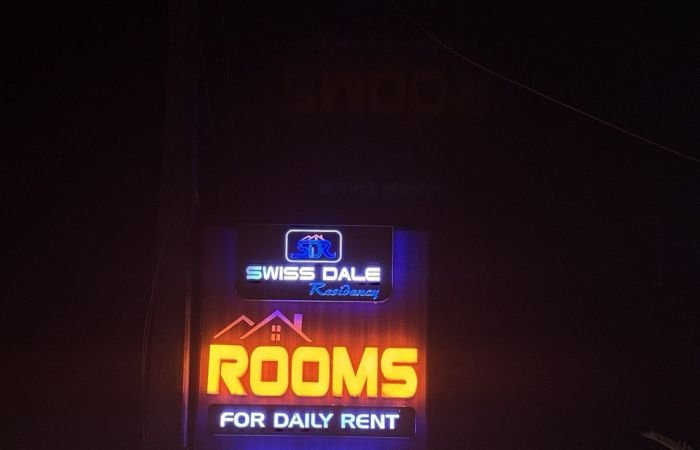 SDR
SWISS DALE
Residency
ROOMS
FOR DAILY RENT